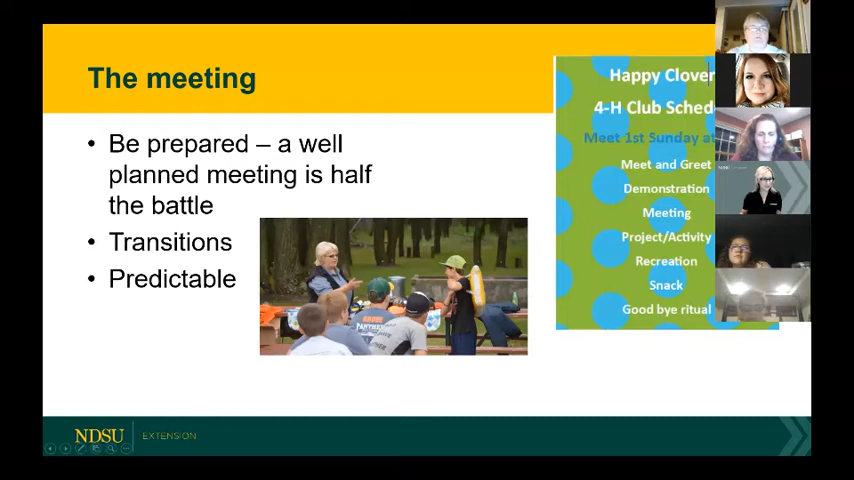 The meeting
• Be prepared – a well
planned meeting is half
the battle
• Transitions
• Predictable
Happy Clover
4-H Club Sched
Meet 1st Sunday at
Meet and Greet
Demonstration
Meeting
Project/Activity
Recreation
Snack
Good bye ritual
NDSU
EXTENSION